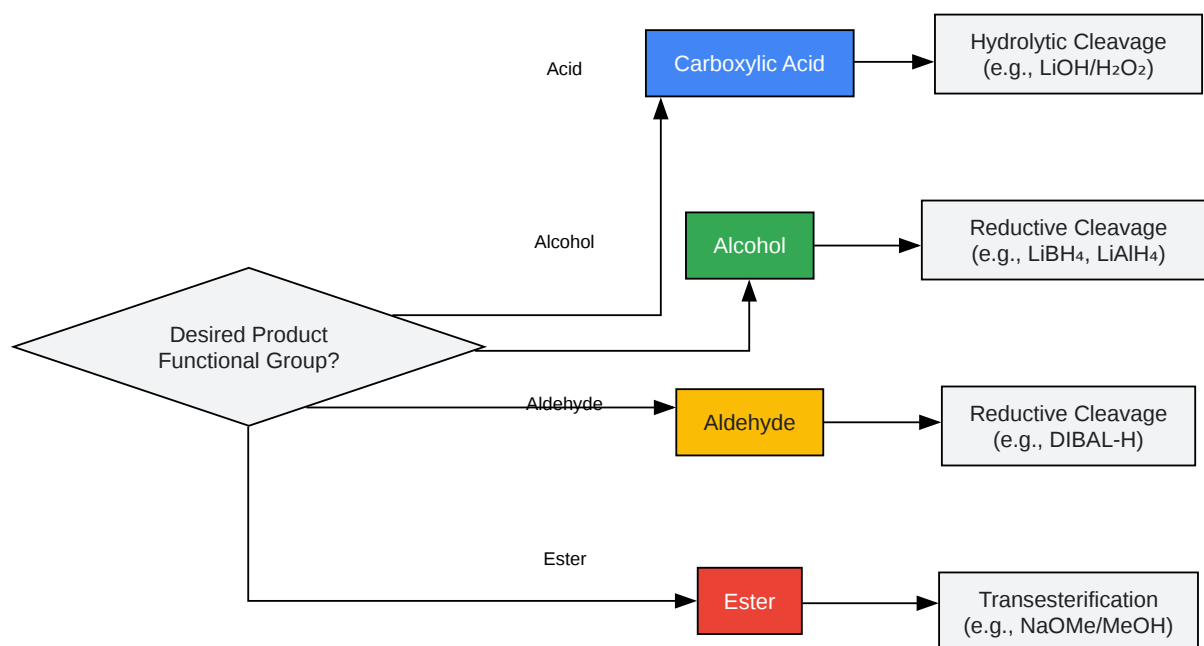 Acid
Carboxylic Acid
Hydrolytic Cleavage
(e.g., LiOH/H₂O₂)
Alcohol
Alcohol
Reductive Cleavage
(e.g., LiBH₄, LiAlH₄)
Desired Product
Functional Group?
Aldehyde
Aldehyde
Reductive Cleavage
(e.g., DIBAL-H)
Ester
Ester
Transesterification
(e.g., NaOMe/MeOH)